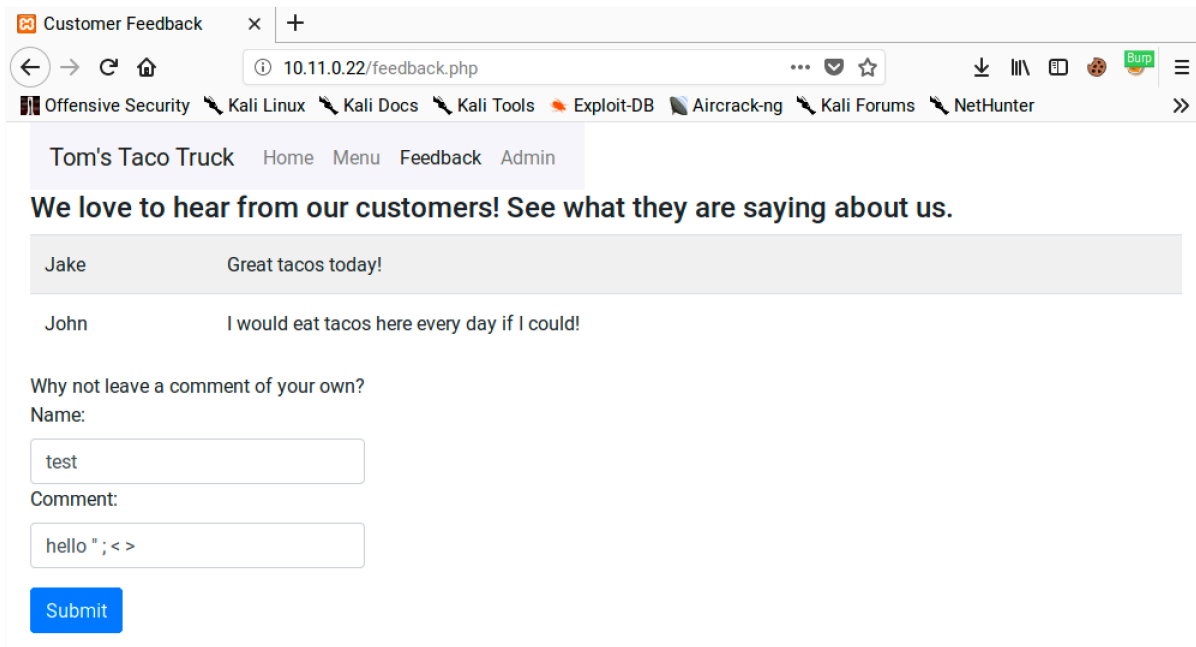 Customer Feedback × +
10.11.0.22/feedback.php ••• Burp
Offensive Security Kali Linux Kali Docs Kali Tools Exploit-DB Aircrack-ng Kali Forums NetHunter »
Tom's Taco Truck Home Menu Feedback Admin
We love to hear from our customers! See what they are saying about us.
Jake Great tacos today!
John I would eat tacos here every day if I could!
Why not leave a comment of your own?
Name:
test
Comment:
hello " ; < >
Submit